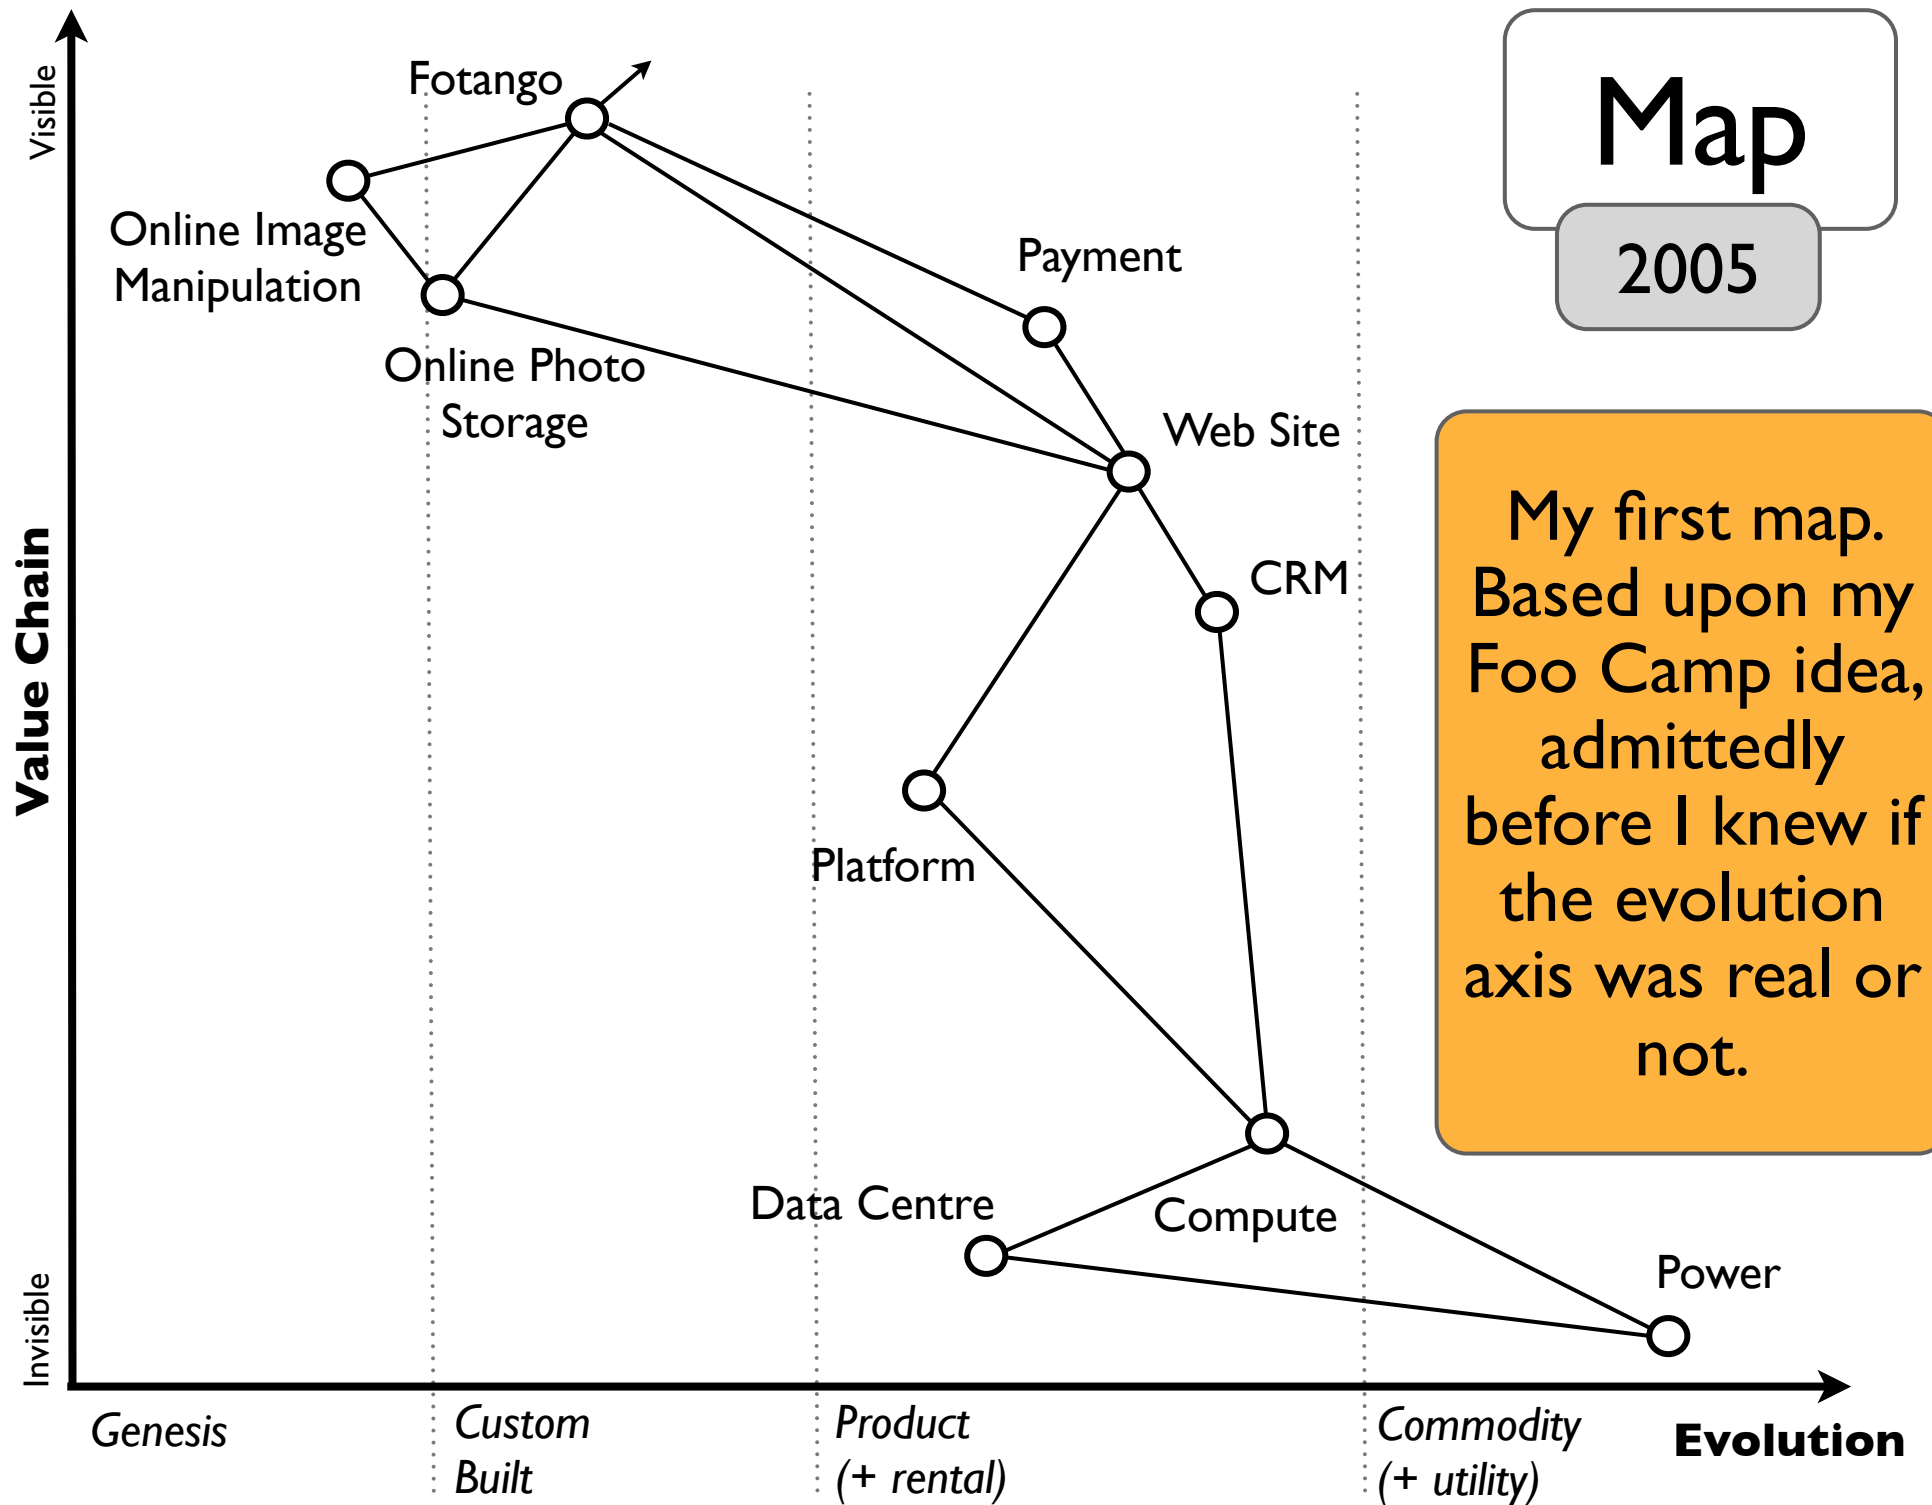 Map
2005
Visible
Fotango
Online Image
Manipulation
Payment
Online Photo
Storage
Web Site
My first map.
Based upon my
Foo Camp idea,
admittedly
before I knew if
the evolution
axis was real or
not.
Value Chain
CRM
Platform
Data Centre
Compute
Power
Invisible
Genesis
Custom
Built
Product
(+ rental)
Commodity
(+ utility)
Evolution